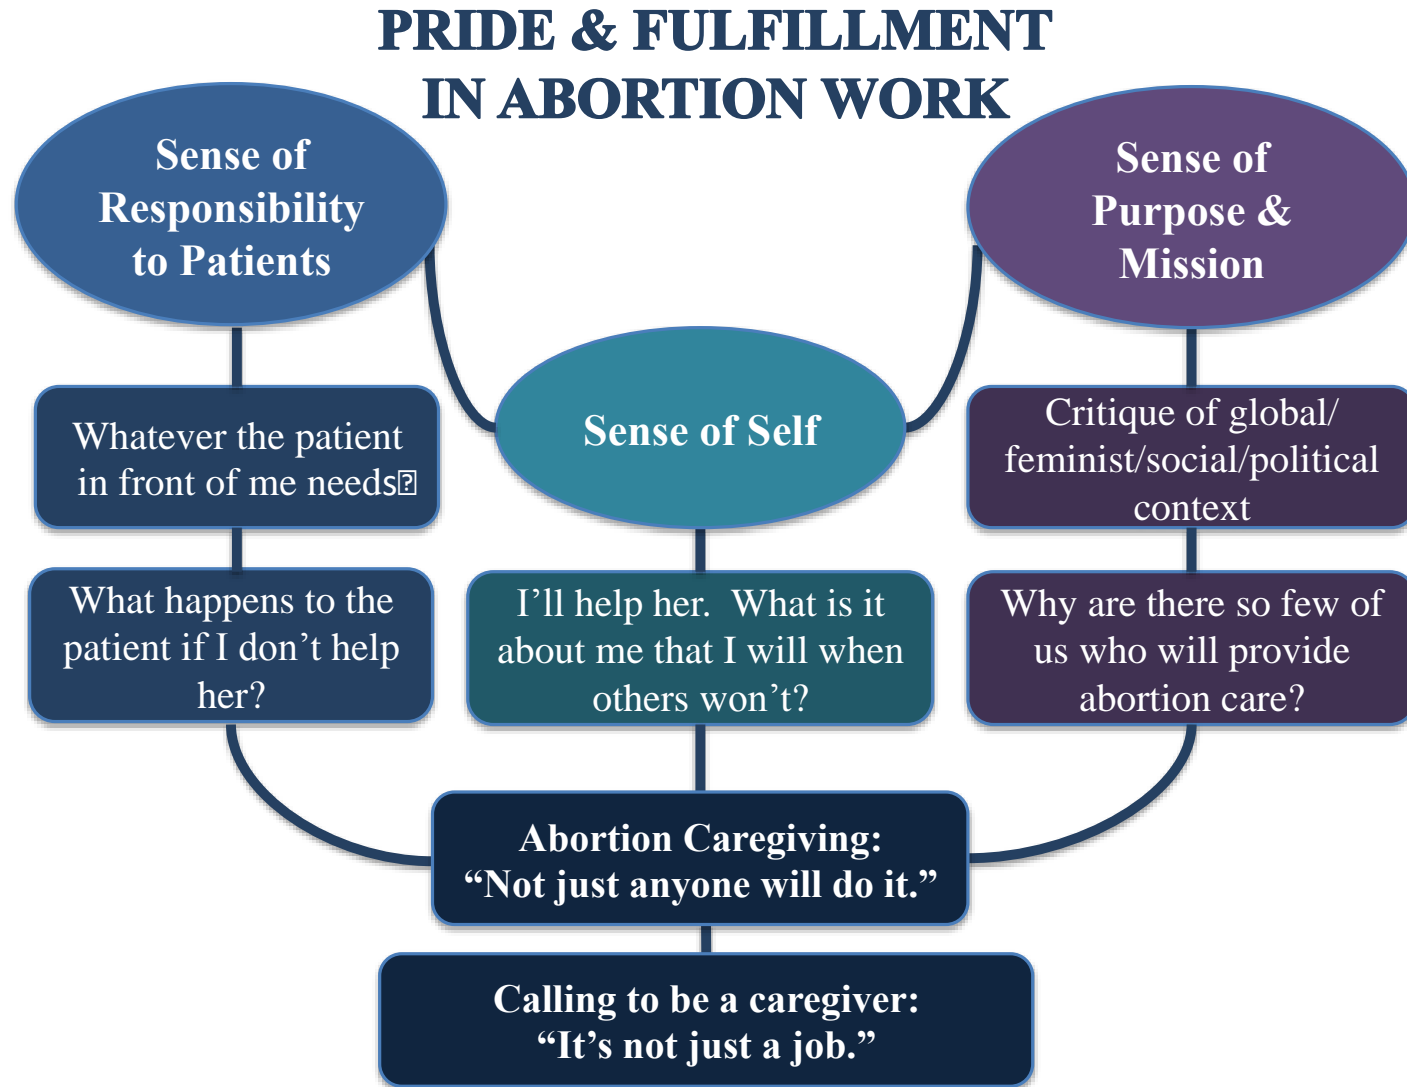 PRIDE & FULFILLMENT
IN ABORTION WORK
Sense of
Responsibility
to Patients
Sense of
Purpose &
Mission
Sense of Self
Whatever the patient
in front of me needs
Critique of global/
feminist/social/political
context
What happens to the
patient if I don’t help
her?
I’ll help her.  What is it
about me that I will when
others won’t?
Why are there so few of
us who will provide
abortion care?
Abortion Caregiving:
“Not just anyone will do it.”
Calling to be a caregiver:
“It’s not just a job.”